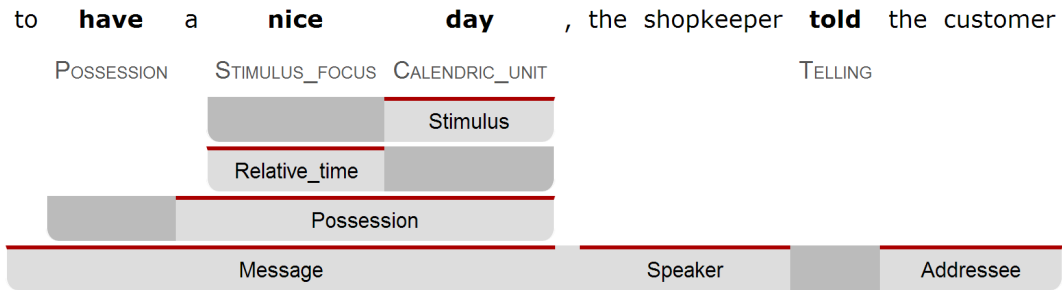 to have a nice day , the shopkeeper told the customer
POSSESSION STIMULUS_FOCUS CALENDRIC_UNIT TELLING
Stimulus
Relative_time
Possession
Message Speaker Addressee